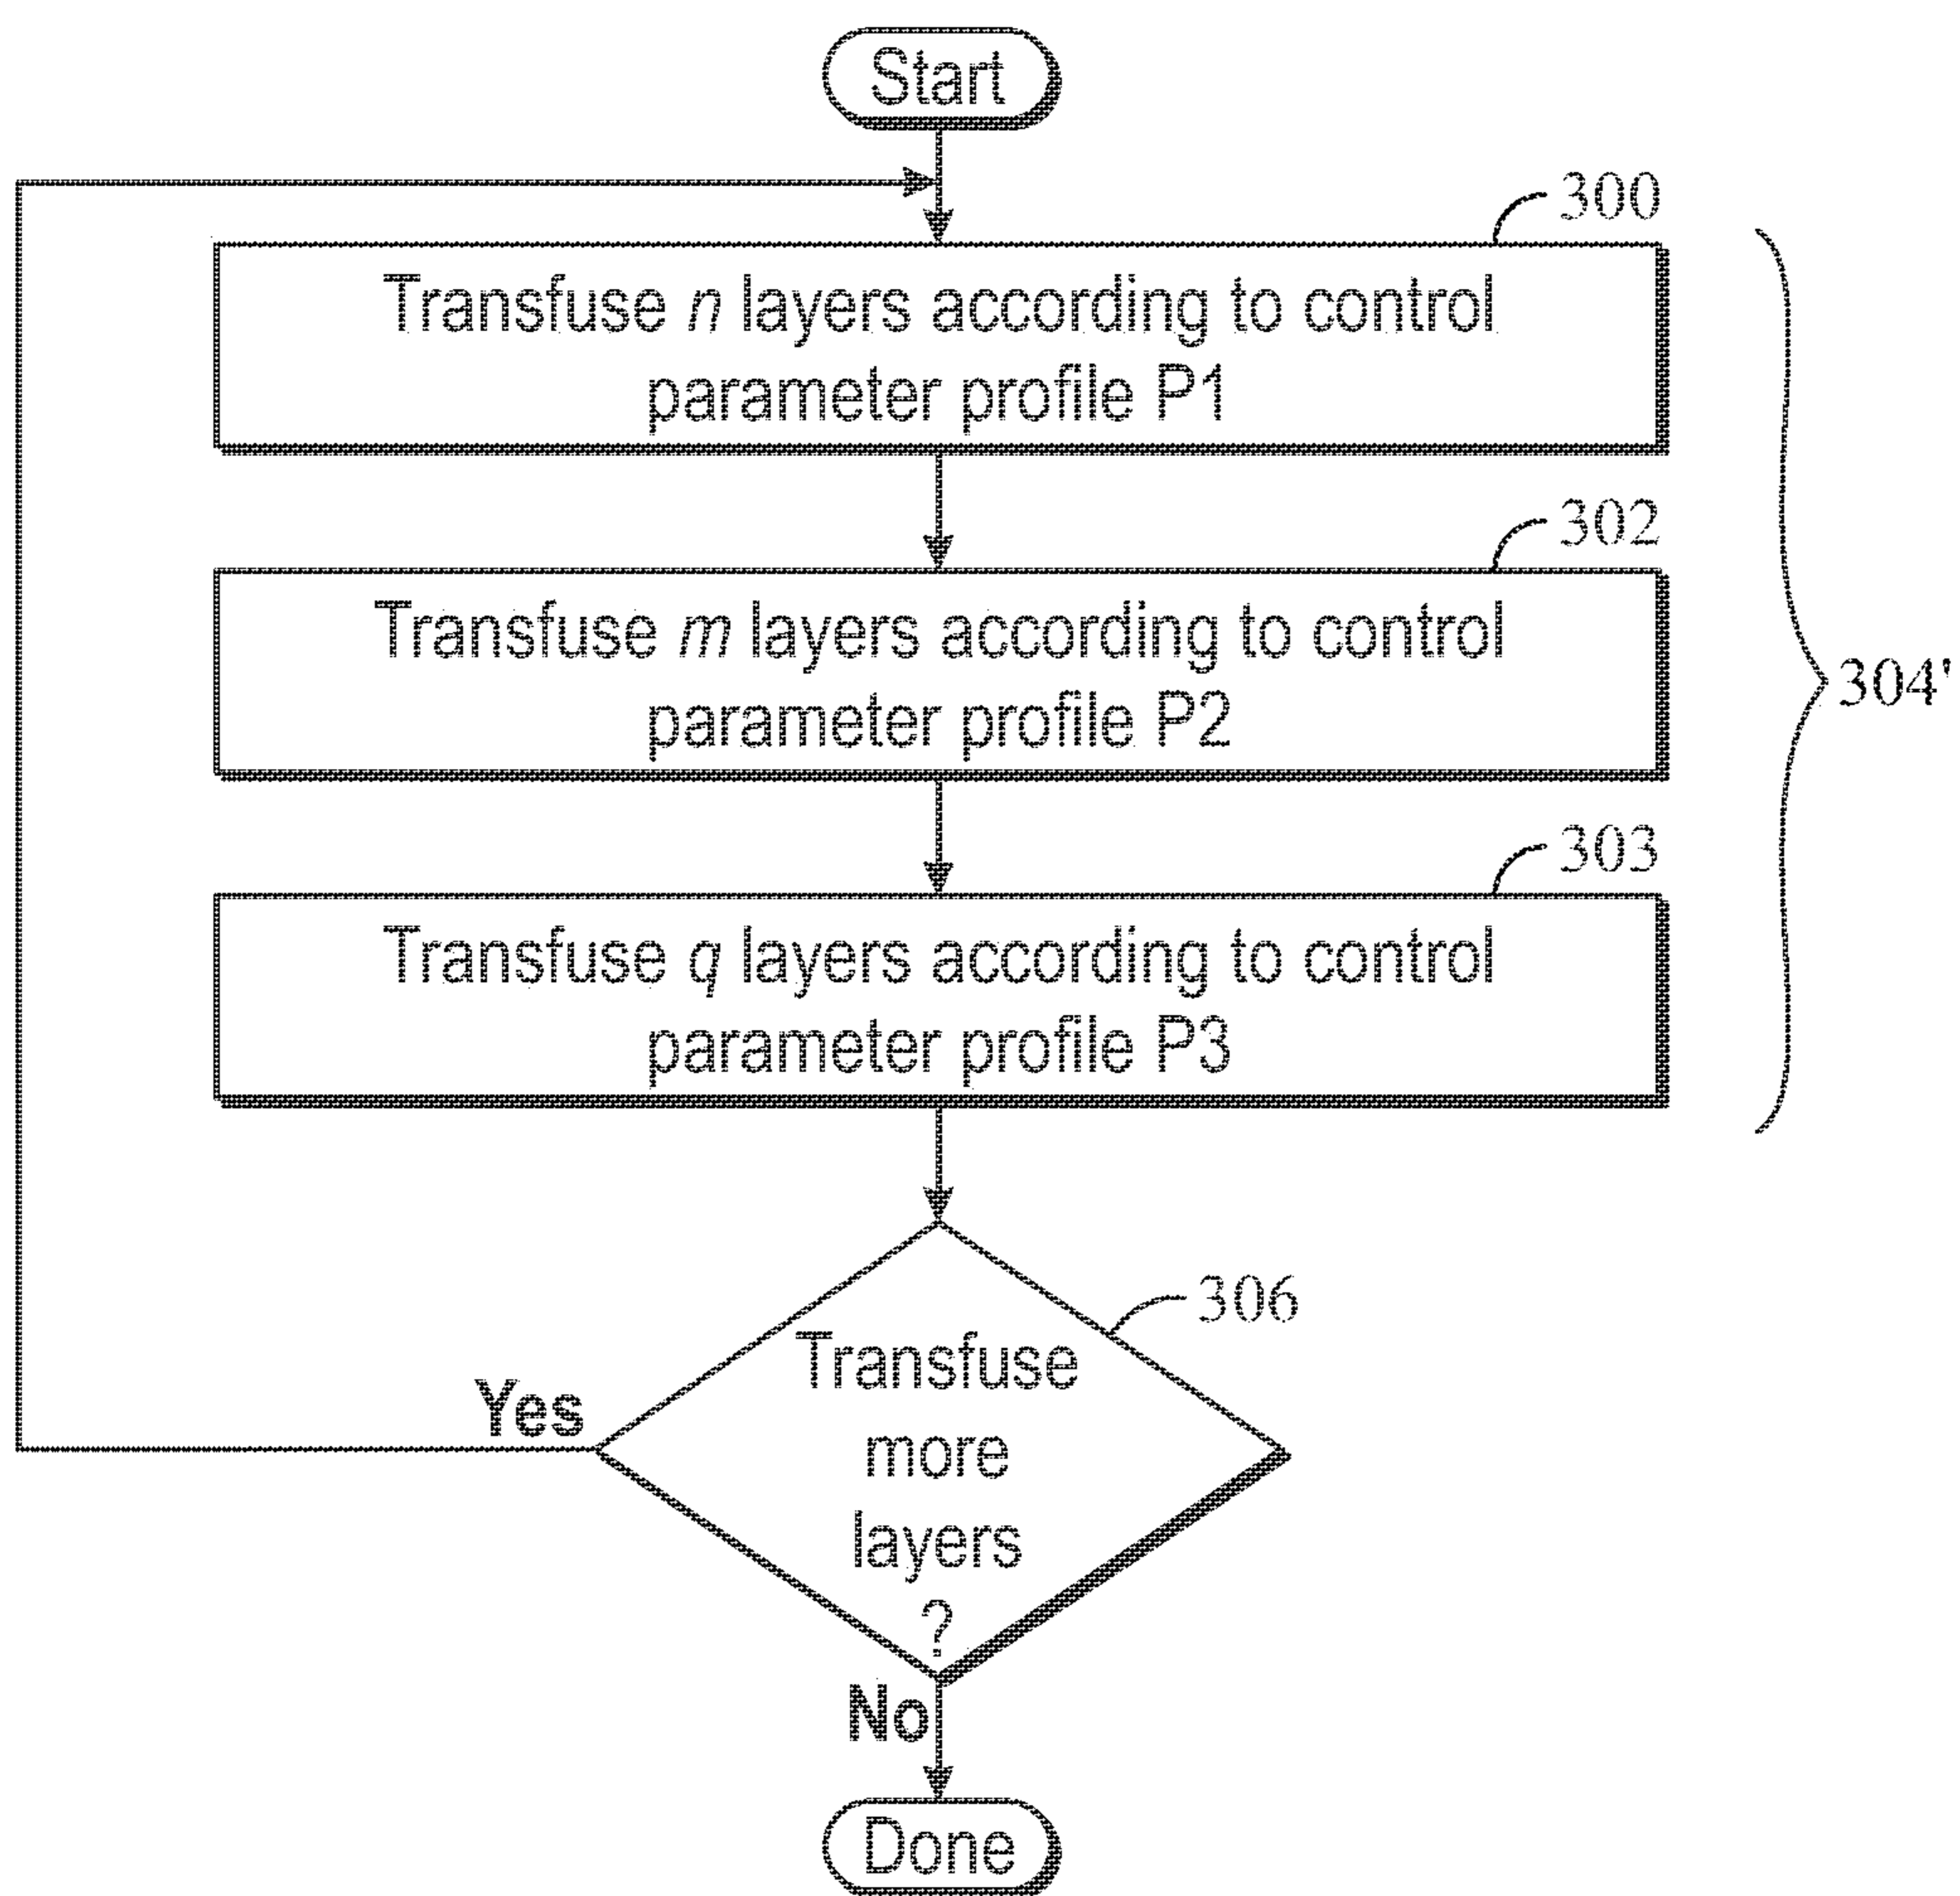 Start
300
Transfuse n layers according to control
parameter profile P1
302
Transfuse m layers according to control
parameter profile P2
304'
303
Transfuse q layers according to control
parameter profile P3
306
Transfuse
more
layers
?
Yes
No
Done